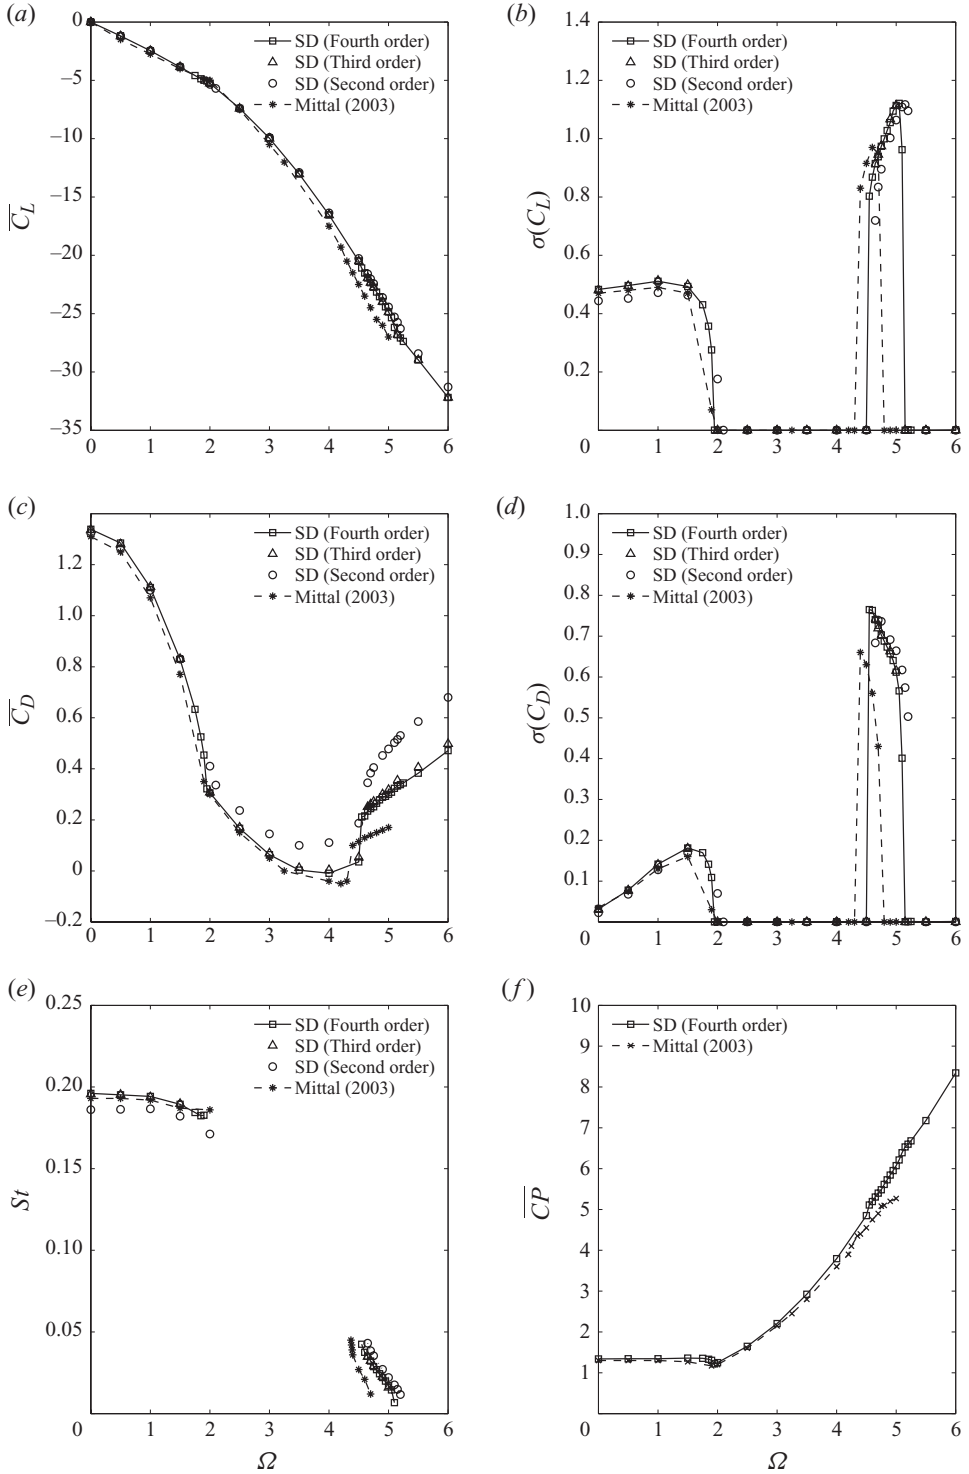 (a)
0
−5
−10
−15
−20
−25
−30
−35
0 1 2 3 4 5 6
C_L
SD (Fourth order)
SD (Third order)
SD (Second order)
Mittal (2003)
(b)
1.4
1.2
1.0
0.8
0.6
0.4
0.2
0 1 2 3 4 5 6
σ(C_L)
SD (Fourth order)
SD (Third order)
SD (Second order)
Mittal (2003)
(c)
1.2
1.0
0.8
0.6
0.4
0.2
0
−0.2
0 1 2 3 4 5 6
C_D
SD (Fourth order)
SD (Third order)
SD (Second order)
Mittal (2003)
(d)
1.0
0.9
0.8
0.7
0.6
0.5
0.4
0.3
0.2
0.1
0 1 2 3 4 5 6
σ(C_D)
SD (Fourth order)
SD (Third order)
SD (Second order)
Mittal (2003)
(e)
0.25
0.20
0.15
0.10
0.05
0 1 2 3 4 5 6
St
Ω
SD (Fourth order)
SD (Third order)
SD (Second order)
Mittal (2003)
(f)
10
9
8
7
6
5
4
3
2
1
0 1 2 3 4 5 6
CP
Ω
SD (Fourth order)
Mittal (2003)